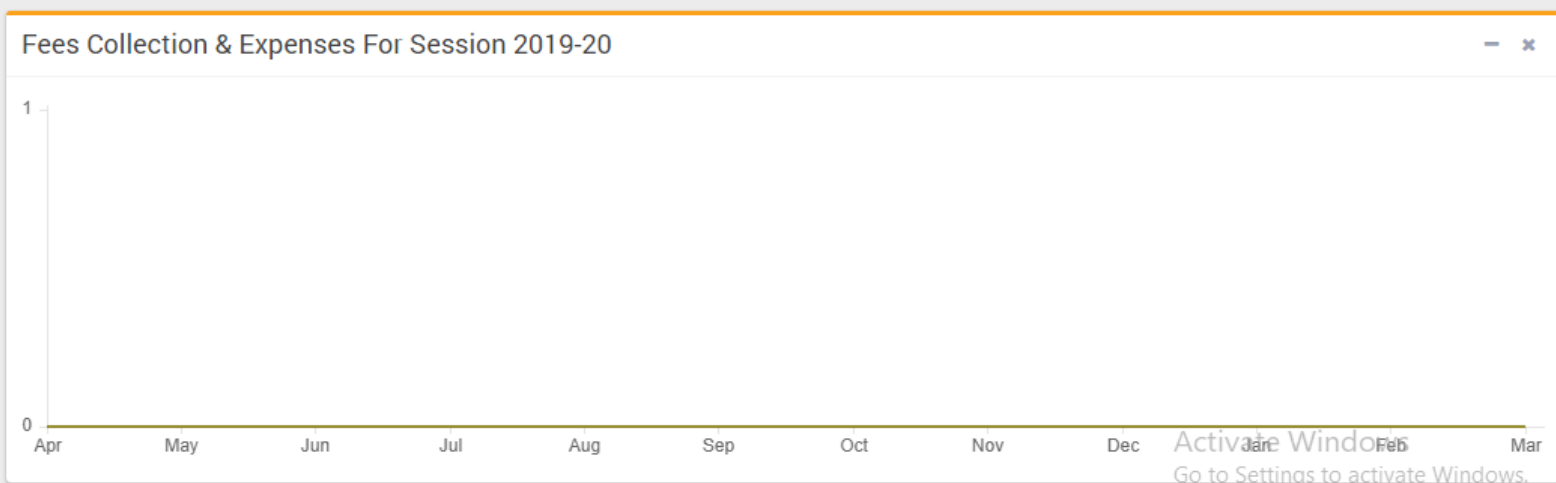 Fees Collection & Expenses For Session 2019-20
1
0
Apr May Jun Jul Aug Sep Oct Nov Dec Jan Feb Mar
Activate Windows
Go to Settings to activate Windows.